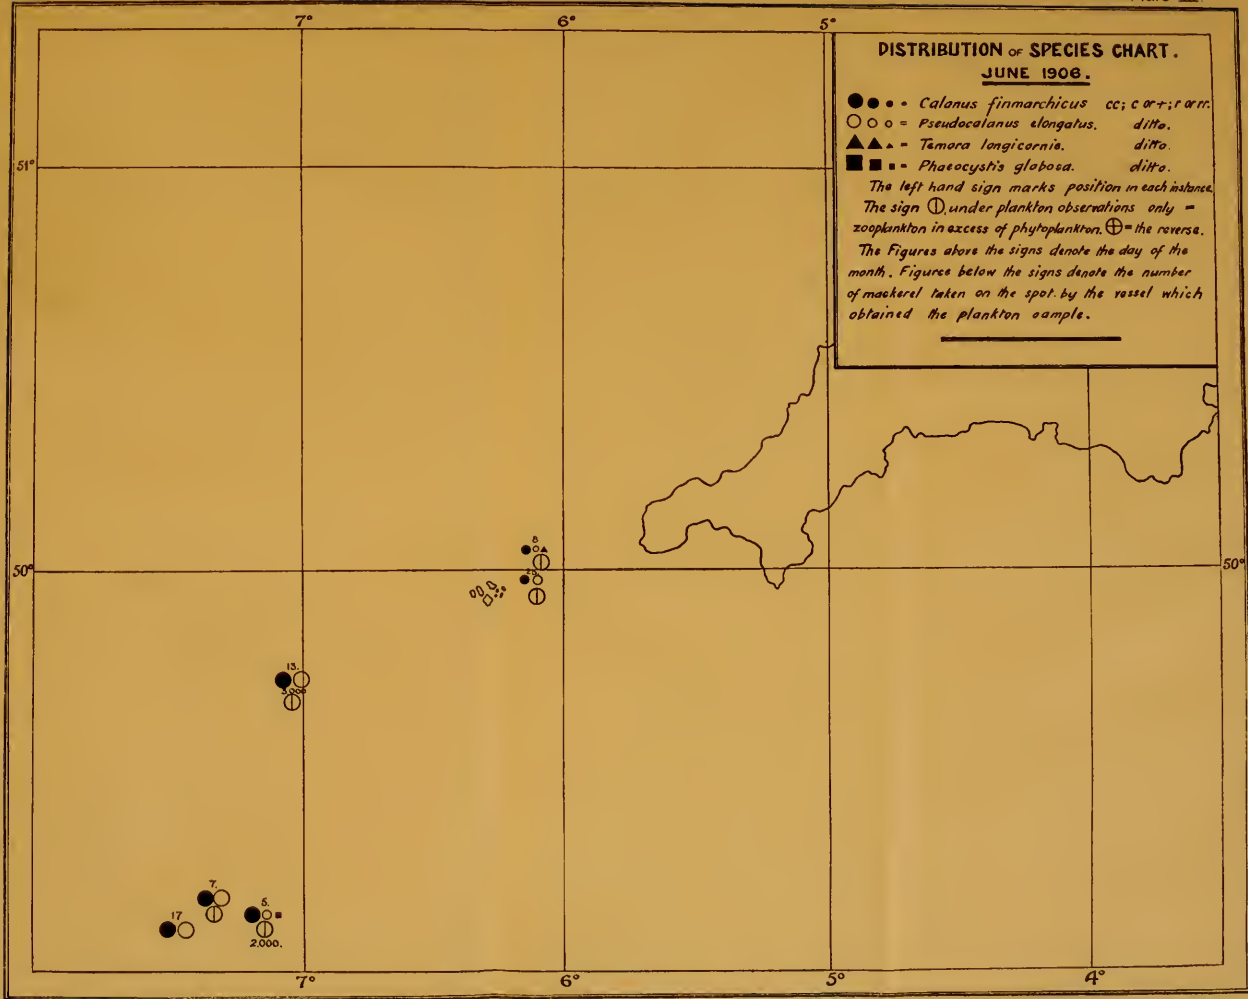 7° 6° 5°
DISTRIBUTION OF SPECIES CHART.
JUNE 1906.
= Calanus finmarchicus cc; c or +; r or rr.
= Pseudocalanus elongatus. ditto.
= Temora longicornis. ditto.
= Phaeocystis globosa. ditto.
The left hand sign marks position in each instance.
The sign , under plankton observations only =
zooplankton in excess of phytoplankton. = the reverse.
The Figures above the signs denote the day of the
month. Figures below the signs denote the number
of mackerel taken on the spot by the vessel which
obtained the plankton sample.
51°
8
50° 50°
13.
3,000
7.
17
5.
2,000.
7° 6° 5° 4°